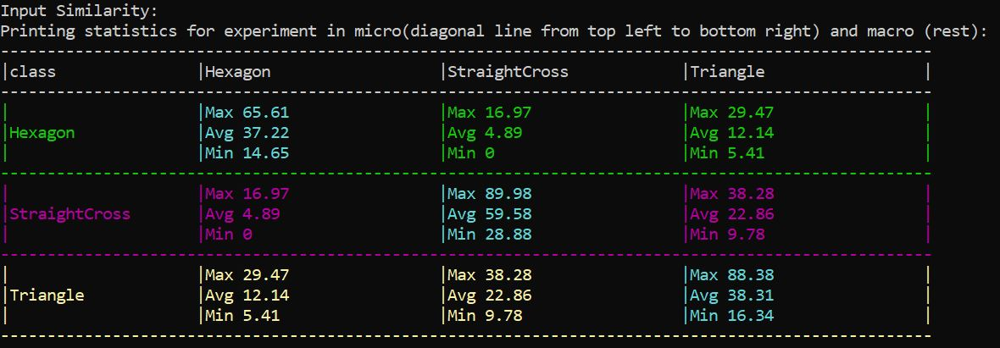 Input Similarity:
Printing statistics for experiment in micro(diagonal line from top left to bottom right) and macro (rest):
----------------------------------------------------------------------------------------------------
|class               |Hexagon                  |StraightCross            |Triangle                 |
----------------------------------------------------------------------------------------------------
|                    |Max 65.61                |Max 16.97                |Max 29.47                |
|Hexagon             |Avg 37.22                |Avg 4.89                 |Avg 12.14                |
|                    |Min 14.65                |Min 0                    |Min 5.41                 |
----------------------------------------------------------------------------------------------------
|                    |Max 16.97                |Max 89.98                |Max 38.28                |
|StraightCross       |Avg 4.89                 |Avg 59.58                |Avg 22.86                |
|                    |Min 0                    |Min 28.88                |Min 9.78                 |
----------------------------------------------------------------------------------------------------
|                    |Max 29.47                |Max 38.28                |Max 88.38                |
|Triangle            |Avg 12.14                |Avg 22.86                |Avg 38.31                |
|                    |Min 5.41                 |Min 9.78                 |Min 16.34                |
----------------------------------------------------------------------------------------------------